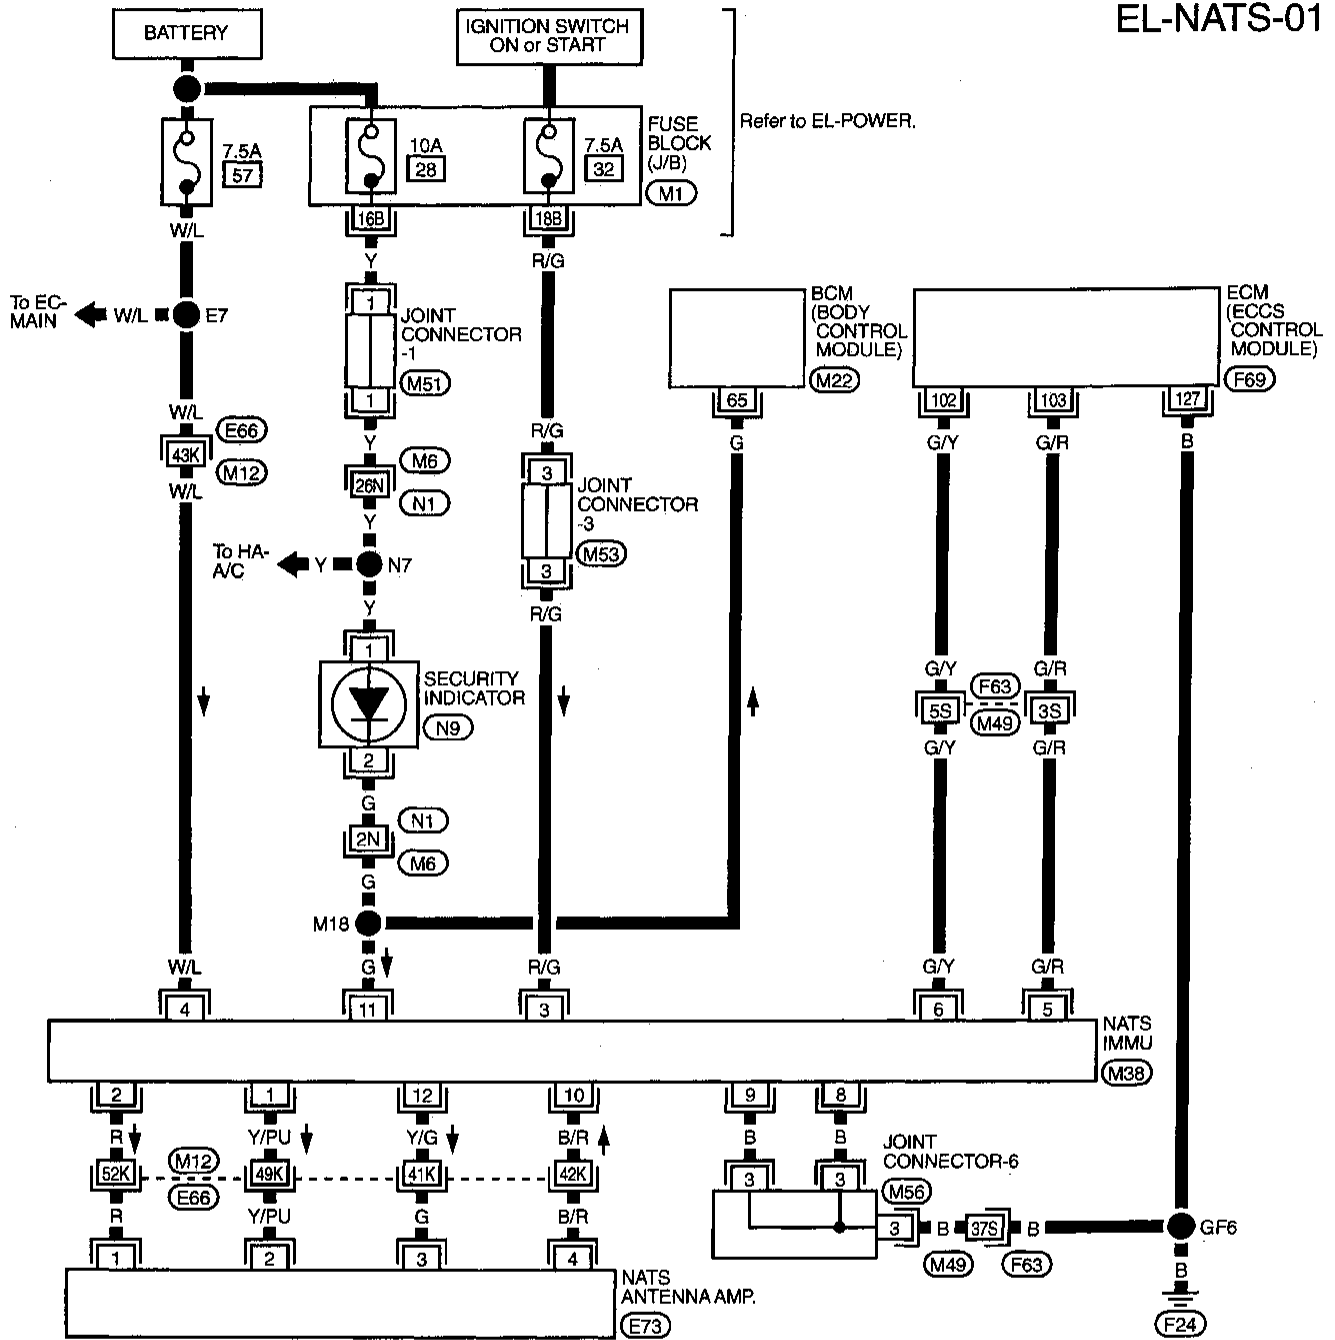 EL-NATS-01
BATTERY
IGNITION SWITCH
ON or START
Refer to EL-POWER.
7.5A
57
10A
28
7.5A
32
FUSE
BLOCK
(J/B)
M1
16B
18B
W/L
Y
R/G
To EC-
MAIN
W/L
E7
1
JOINT
CONNECTOR
-1
M51
1
BCM
(BODY
CONTROL
MODULE)
M22
65
ECM
(ECCS
CONTROL
MODULE)
F69
102
103
127
W/L
E66
43K
M12
W/L
Y
M6
26N
N1
Y
R/G
3
JOINT
CONNECTOR
-3
M53
3
R/G
G
G/Y
G/R
B
To HA-
A/C
Y
N7
Y
1
SECURITY
INDICATOR
N9
2
G/Y
G/R
F63
5S
3S
M49
G/Y
G/R
G
N1
2N
M6
G
M18
W/L
G
R/G
G/Y
G/R
4
11
3
6
5
NATS
IMMU
M38
2
1
12
10
9
8
R
Y/PU
Y/G
B/R
B
B
M12
52K
49K
41K
42K
E66
R
Y/PU
G
B/R
3
3
JOINT
CONNECTOR-6
M56
3
B
37S
B
GF6
M49
F63
B
F24
1
2
3
4
NATS
ANTENNA AMP.
E73